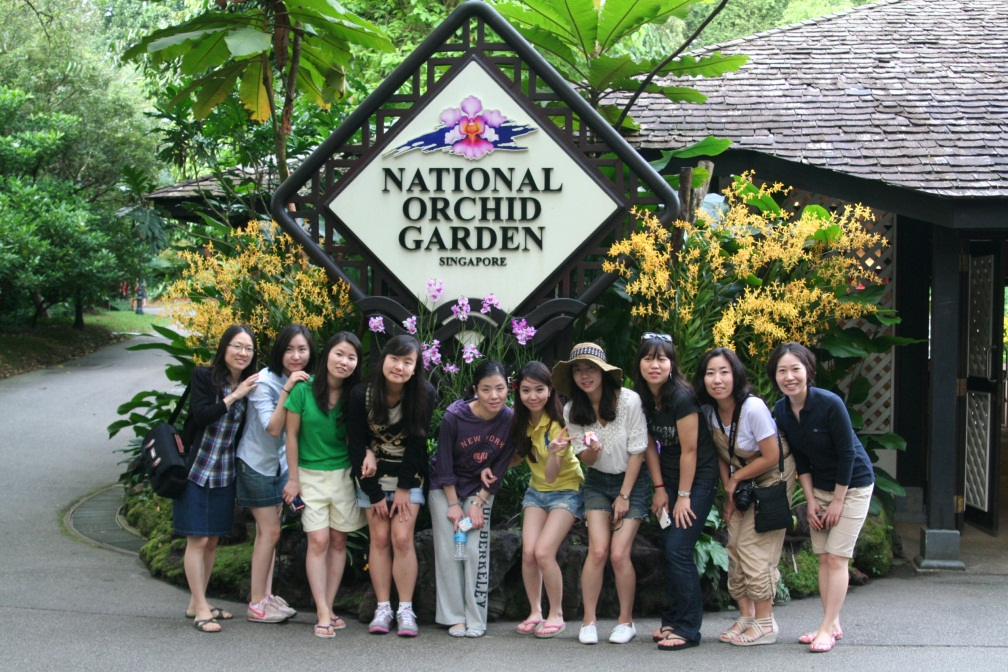 NATIONAL
ORCHID
GARDEN
SINGAPORE
NEW YORK
BERKELEY